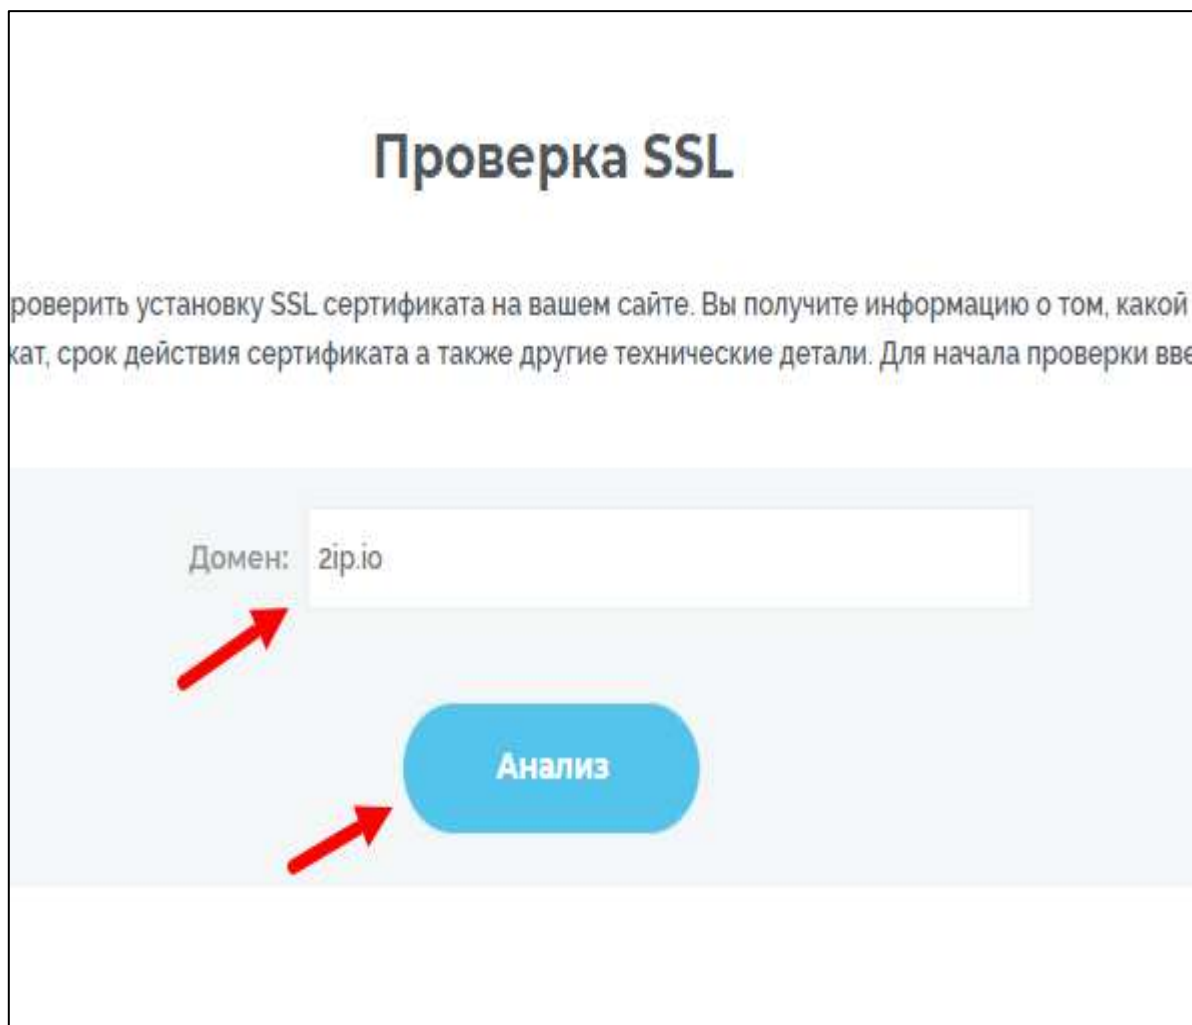 Проверка SSL
роверить установку SSL сертификата на вашем сайте. Вы получите информацию о том, какой
кат, срок действия сертификата а также другие технические детали. Для начала проверки вве
Домен: 2ip.io
Анализ